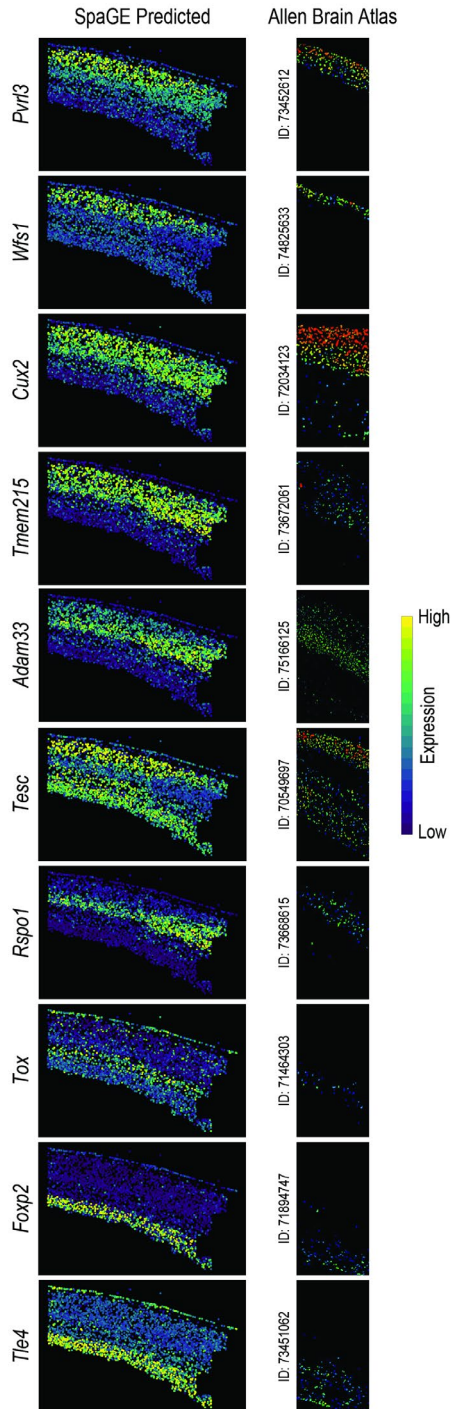 SpaGE Predicted
Allen Brain Atlas
Pvrl3
ID: 73452612
Wfs1
ID: 74825633
Cux2
ID: 72034123
Tmem215
ID: 73672061
Adam33
ID: 75166125
Tesc
ID: 70549697
Rspo1
ID: 73668615
Tox
ID: 71464303
Foxp2
ID: 71894747
Tle4
ID: 73451062
High
Expression
Low